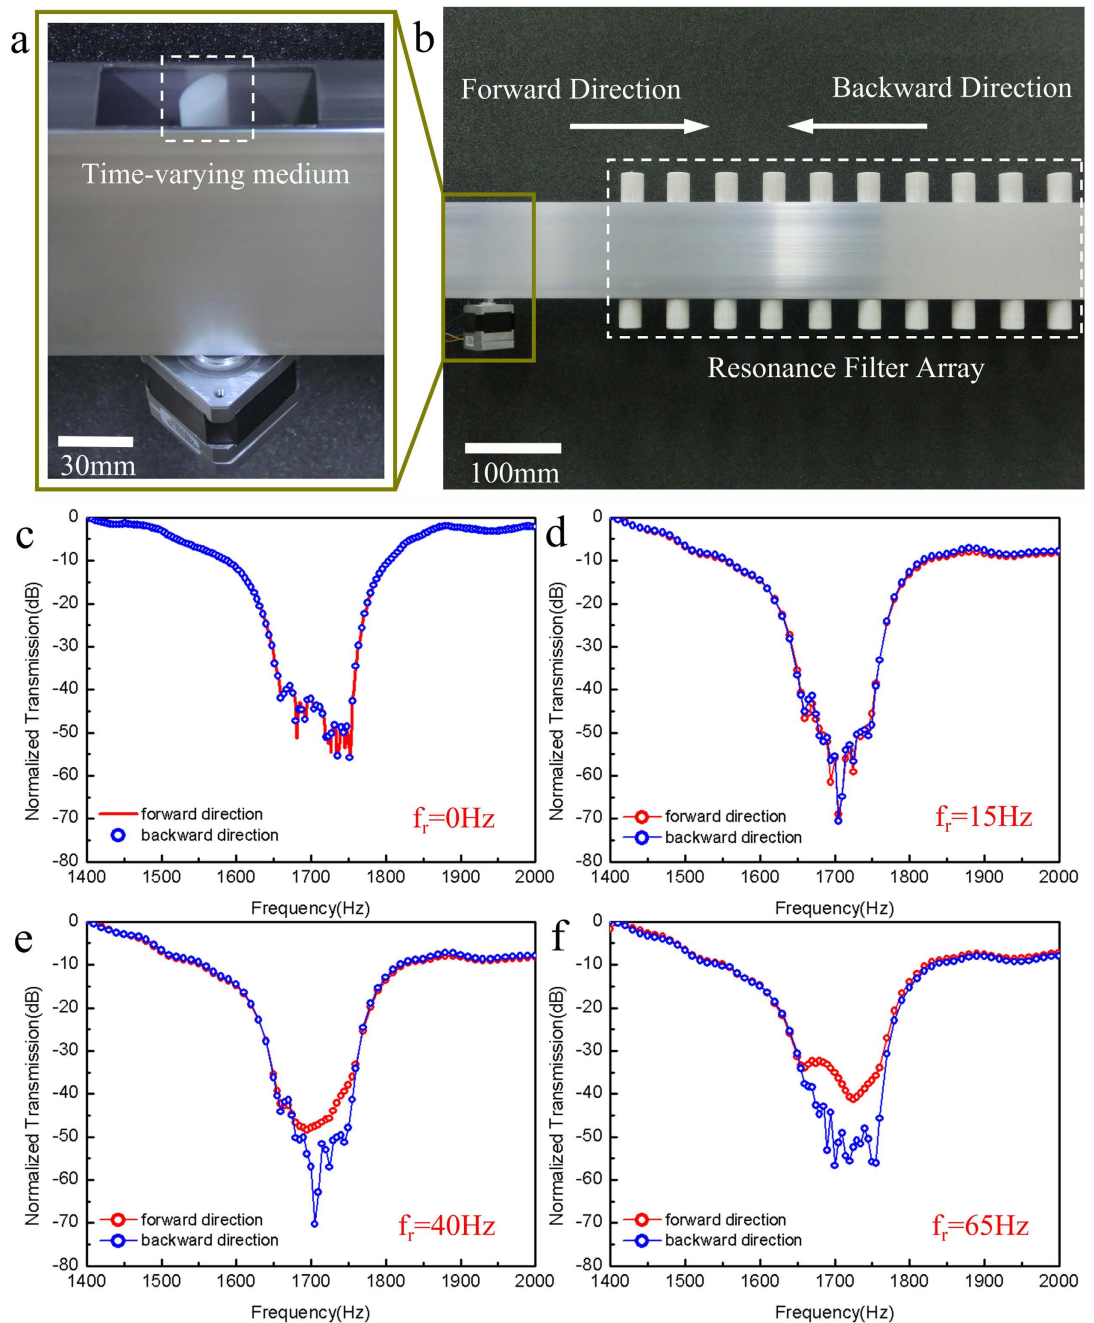 a
Time-varying medium
30mm
b
Forward Direction
Backward Direction
Resonance Filter Array
100mm
c
Normalized Transmission(dB)
0
-10
-20
-30
-40
-50
-60
-70
-80
forward direction
backward direction
fr=0Hz
1400 1500 1600 1700 1800 1900 2000
Frequency(Hz)
d
Normalized Transmission(dB)
0
-10
-20
-30
-40
-50
-60
-70
-80
forward direction
backward direction
fr=15Hz
1400 1500 1600 1700 1800 1900 2000
Frequency(Hz)
e
Normalized Transmission(dB)
0
-10
-20
-30
-40
-50
-60
-70
-80
forward direction
backward direction
fr=40Hz
1400 1500 1600 1700 1800 1900 2000
Frequency(Hz)
f
Normalized Transmission(dB)
0
-10
-20
-30
-40
-50
-60
-70
-80
forward direction
backward direction
fr=65Hz
1400 1500 1600 1700 1800 1900 2000
Frequency(Hz)